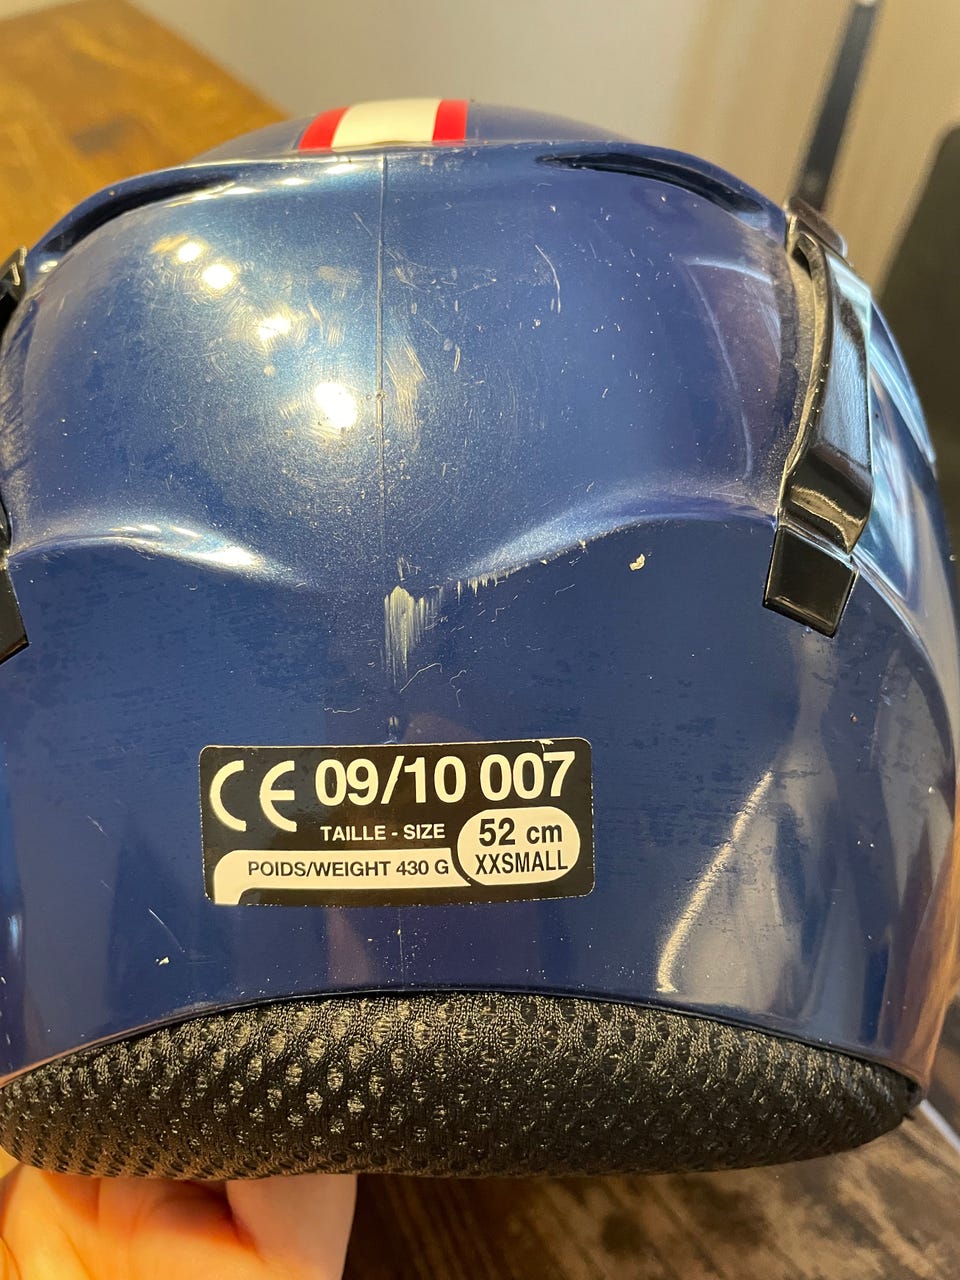 CE 09/10 007
TAILLE - SIZE
52 cm
XXSMALL
POIDS/WEIGHT 430 G